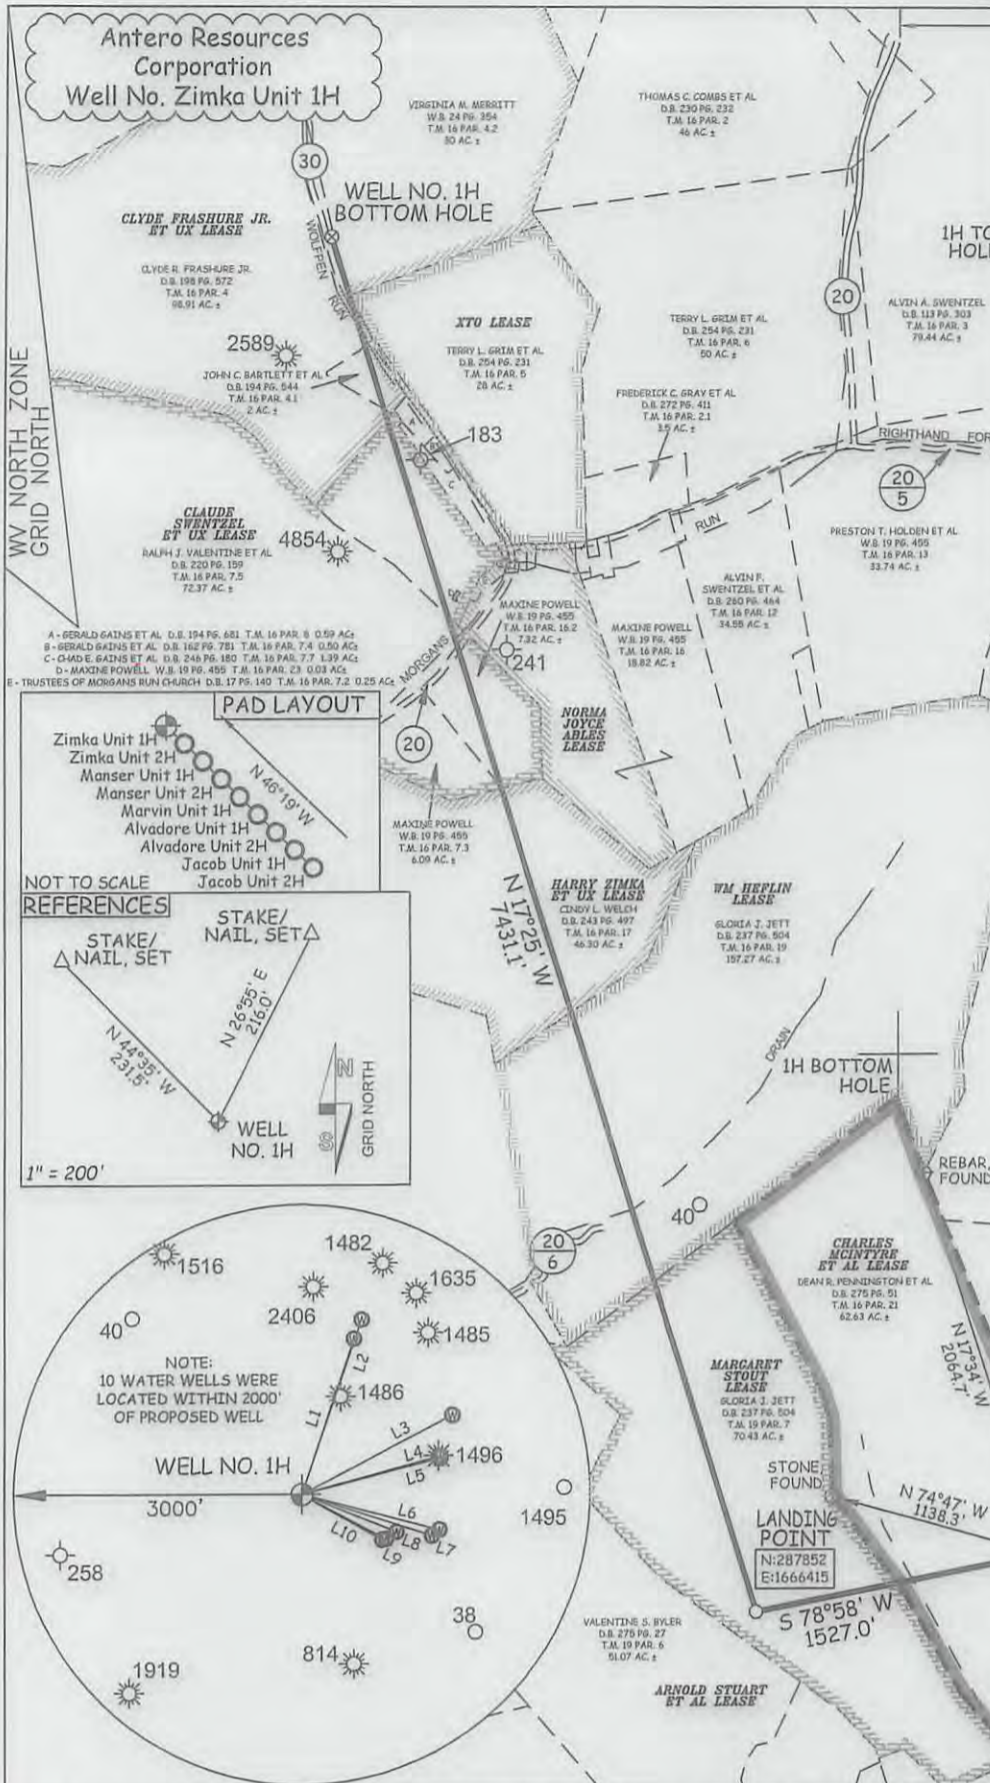 Antero Resources
Corporation
Well No. Zimka Unit 1H
VIRGINIA M. MERRITT
W.B. 24 PG. 354
T.M. 16 PAR. 4.2
THOMAS C. COMBS ET AL
D.B. 230 PG. 232
T.M. 16 PAR. 2
46 AC. ±
30
WELL NO. 1H
BOTTOM HOLE
WOLFPEN
RUN
CLYDE FRASHURE JR.
ET UX LEASE
CLYDE R. FRASHURE JR.
D.B. 198 PG. 572
T.M. 16 PAR. 4
98.91 AC. ±
1H TO
HOLE
20
ALVIN A. SWENTZEL
D.B. 113 PG. 303
T.M. 16 PAR. 3
79.44 AC. ±
XTO LEASE
TERRY L. GRIM ET AL
D.B. 254 PG. 231
T.M. 16 PAR. 5
28 AC. ±
TERRY L. GRIM ET AL
D.B. 254 PG. 231
T.M. 16 PAR. 6
50 AC. ±
2589
JOHN C. BARTLETT ET AL
D.B. 194 PG. 544
T.M. 16 PAR. 4.1
2 AC. ±
FREDERICK C. GRAY ET AL
D.B. 272 PG. 411
T.M. 16 PAR. 2.1
3.5 AC. ±
WV NORTH ZONE
GRID NORTH
183
C
RIGHTHAND FOR
20
5
RUN
CLAUDE
SWENTZEL
ET UX LEASE
RALPH J. VALENTINE ET AL
D.B. 220 PG. 159
T.M. 16 PAR. 7.5
72.37 AC. ±
4854
PRESTON T. HOLDEN ET AL
W.B. 19 PG. 455
T.M. 16 PAR. 13
33.74 AC. ±
ALVIN F.
SWENTZEL ET AL
D.B. 260 PG. 464
T.M. 16 PAR. 12
34.55 AC. ±
MAXINE POWELL
W.B. 19 PG. 455
T.M. 16 PAR. 16.2
7.32 AC. ±
MAXINE POWELL
W.B. 19 PG. 455
T.M. 16 PAR. 16
18.82 AC. ±
A - GERALD GAINS ET AL D.B. 194 PG. 681 T.M. 16 PAR. 8 0.59 AC±
B - GERALD GAINS ET AL D.B. 162 PG. 781 T.M. 16 PAR. 7.4 0.50 AC±
C - CHAD E. GAINS ET AL D.B. 246 PG. 180 T.M. 16 PAR. 7.7 1.39 AC±
D - MAXINE POWELL W.B. 19 PG. 455 T.M. 16 PAR. 23 0.03 AC±
E - TRUSTEES OF MORGANS RUN CHURCH D.B. 17 PG. 140 T.M. 16 PAR. 7.2 0.25 AC±
MORGANS
241
20
NORMA
JOYCE
ABLES
LEASE
PAD LAYOUT
Zimka Unit 1H
Zimka Unit 2H
Manser Unit 1H
Manser Unit 2H
Marvin Unit 1H
Alvadore Unit 1H
Alvadore Unit 2H
Jacob Unit 1H
Jacob Unit 2H
N 46°19' W
NOT TO SCALE
MAXINE POWELL
W.B. 19 PG. 455
T.M. 16 PAR. 7.3
6.09 AC. ±
N 17°25' W
7431.1'
HARRY ZIMKA
ET UX LEASE
CINDY L. WELCH
D.B. 243 PG. 497
T.M. 16 PAR. 17
46.30 AC. ±
WM HEFLIN
LEASE
GLORIA J. JETT
D.B. 237 PG. 504
T.M. 16 PAR. 19
157.27 AC. ±
REFERENCES
STAKE/
NAIL, SET
STAKE/
NAIL, SET
N 44°35' W
231.5'
N 26°55' E
216.0'
WELL
NO. 1H
N
S
GRID NORTH
1" = 200'
DRAIN
1H BOTTOM
HOLE
REBAR,
FOUND
40
20
6
CHARLES
MCINTYRE
ET AL LEASE
DEAN R. PENNINGTON ET AL
D.B. 275 PG. 51
T.M. 16 PAR. 21
62.63 AC. ±
N 17°34' W
2064.7'
MARGARET
STOUT
LEASE
GLORIA J. JETT
D.B. 237 PG. 504
T.M. 19 PAR. 7
70.43 AC. ±
STONE
FOUND
N 74°47' W
1138.3'
LANDING
POINT
N:287852
E:1666415
S 78°58' W
1527.0'
1516
1482
2406
1635
40
1485
NOTE:
10 WATER WELLS WERE
LOCATED WITHIN 2000'
OF PROPOSED WELL
L1
L2
1486
L3
L4
1496
L5
WELL NO. 1H
3000'
1495
L6
L7
L8
L9
L10
258
38
814
1919
VALENTINE S. BYLER
D.B. 275 PG. 27
T.M. 19 PAR. 6
51.07 AC. ±
ARNOLD STUART
ET AL LEASE